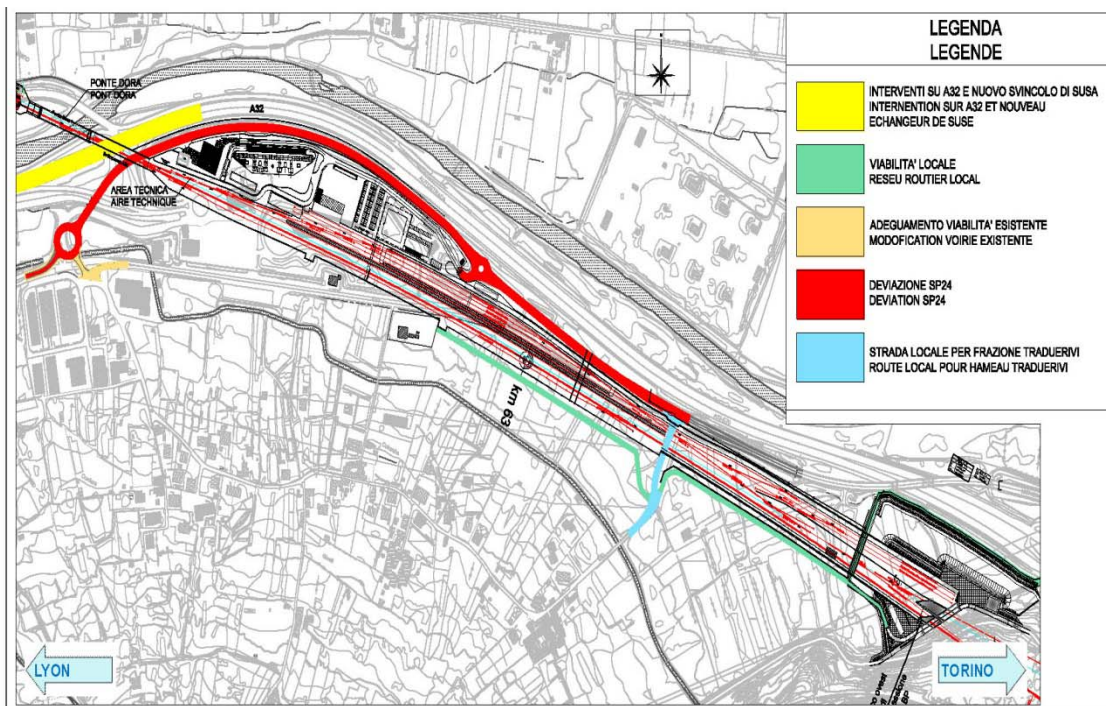 LEGENDA
LEGENDE
INTERVENTI SU A32 E NUOVO SVINCOLO DI SUSA
INTERNENTION SUR A32 ET NOUVEAU
ECHANGEUR DE SUSE
VIABILITA' LOCALE
RESEU ROUTIER LOCAL
ADEGUAMENTO VIABILITA' ESISTENTE
MODOFICATION VOIRIE EXISTENTE
DEVIAZIONE SP24
DEVIATION SP24
STRADA LOCALE PER FRAZIONE TRADUERIVI
ROUTE LOCAL POUR HAMEAU TRADUERIVI
PONTE DORA
PONT DORA
A32
AREA TECNICA
AIRE TECHNIQUE
km 63
LYON
TORINO